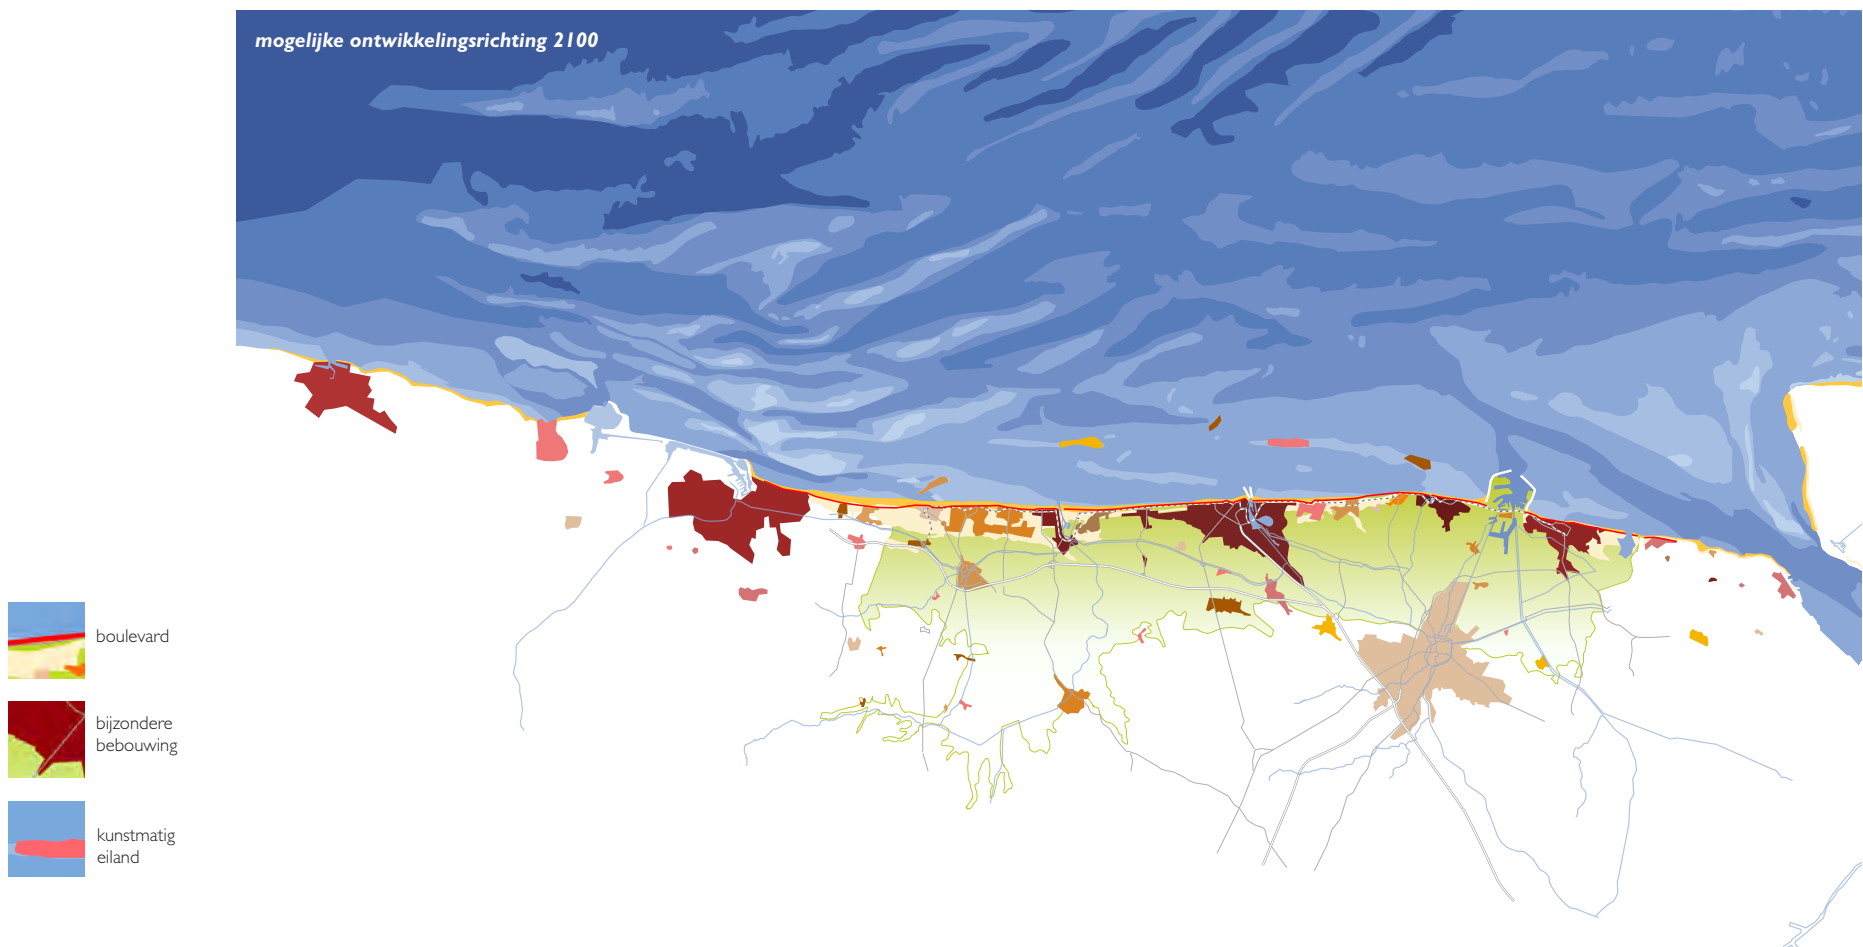 mogelijke ontwikkelingsrichting 2100
boulevard
bijzondere
bebouwing
kunstmatig
eiland